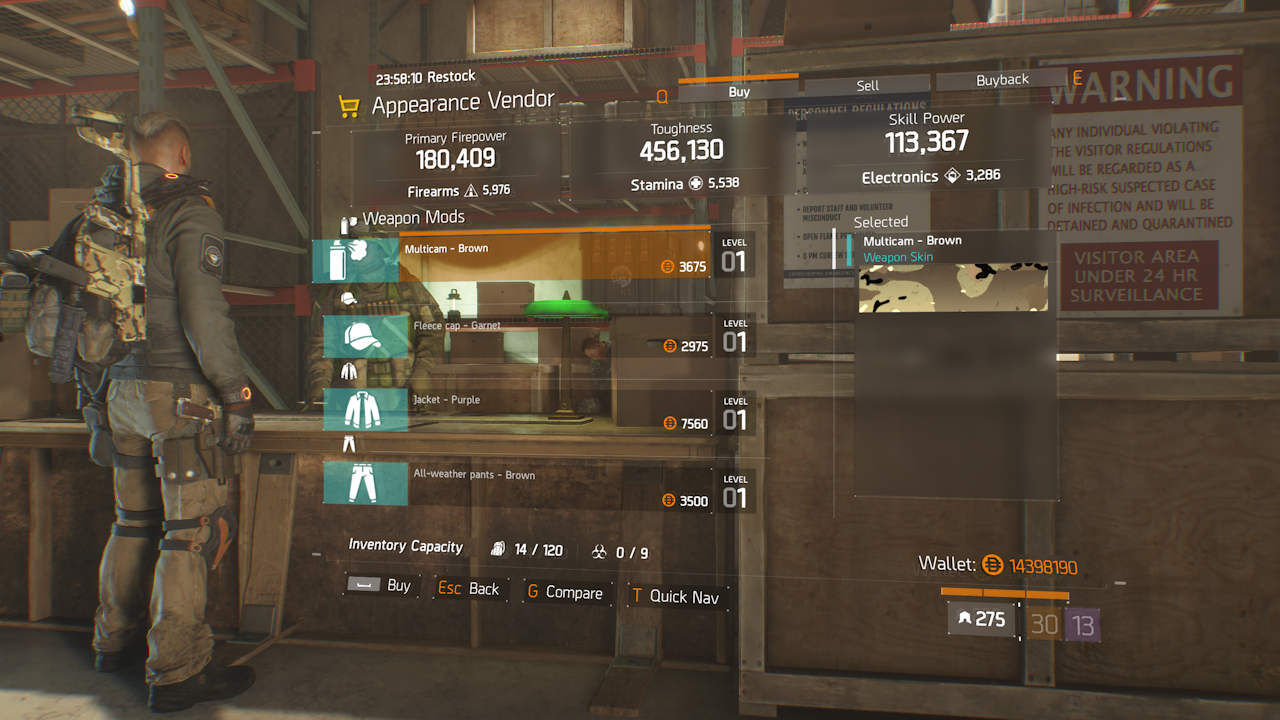 23:58:10 Restock
Appearance Vendor
Q
Buy
Sell
Buyback
E
Primary Firepower
180,409
Firearms 5,976
Toughness
456,130
Stamina 5,538
Skill Power
113,367
Electronics 3,286
Weapon Mods
Multicam - Brown
3675
LEVEL
01
Fleece cap - Garnet
2975
LEVEL
01
Jacket - Purple
7560
LEVEL
01
All-weather pants - Brown
3500
LEVEL
01
Selected
Multicam - Brown
Weapon Skin
Inventory Capacity 14 / 120 0 / 9
Buy
Esc Back
G Compare
T Quick Nav
Wallet: 14398190
275 30 13
PERSONNEL REGULATIONS
• REPORT STAFF AND VOLUNTEER
MISCONDUCT
WARNING
ANY INDIVIDUAL VIOLATING
THE VISITOR REGULATIONS
WILL BE REGARDED AS A
HIGH-RISK SUSPECTED CASE
OF INFECTION AND WILL BE
DETAINED AND QUARANTINED
VISITOR AREA
UNDER 24 HR
SURVEILLANCE